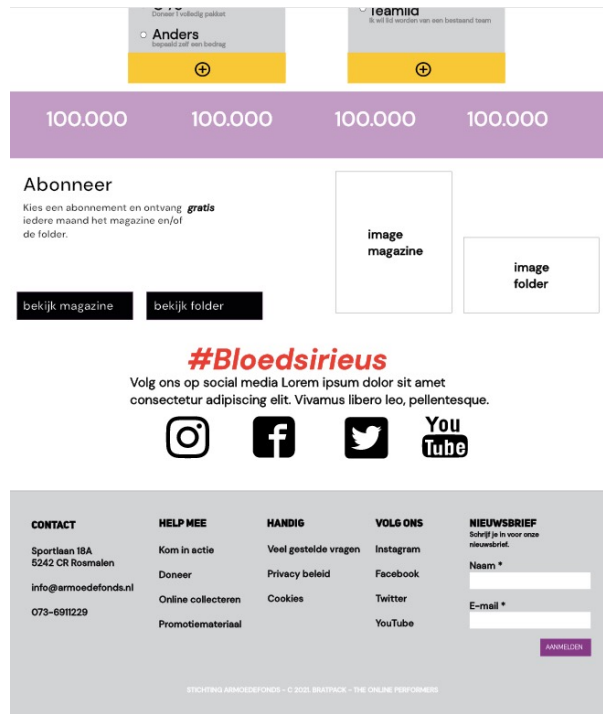 Doneer 1 volledig pakket
Anders
bepaald zelf een bedrag
Teamlid
Ik wil lid worden van een bestaand team
100.000 100.000 100.000 100.000
Abonneer
Kies een abonnement en ontvang gratis
iedere maand het magazine en/of
de folder.
image
magazine
image
folder
bekijk magazine
bekijk folder
#Bloedsirieus
Volg ons op social media Lorem ipsum dolor sit amet
consectetur adipiscing elit. Vivamus libero leo, pellentesque.
You
Tube
CONTACT
Sportlaan 18A
5242 CR Rosmalen
info@armoedefonds.nl
073-6911229
HELP MEE
Kom in actie
Doneer
Online collecteren
Promotiemateriaal
HANDIG
Veel gestelde vragen
Privacy beleid
Cookies
VOLG ONS
Instagram
Facebook
Twitter
YouTube
NIEUWSBRIEF
Schrijf je in voor onze
nieuwsbrief.
Naam *
E-mail *
AANMELDEN
STICHTING ARMOEDEFONDS - C 2021. BRATPACK - THE ONLINE PERFORMERS